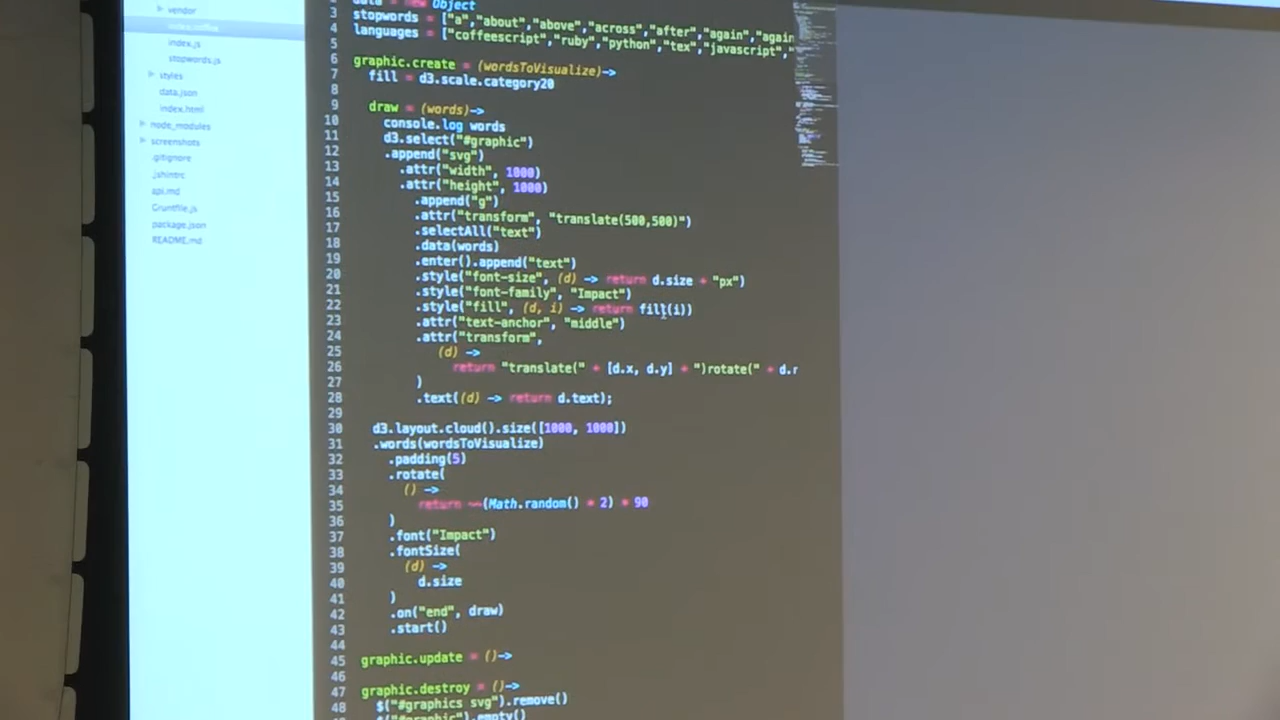 vendor
index.js
stopwords.js
styles
data.json
index.html
node_modules
screenshots
.gitignore
.jshintrc
api.md
Gruntfile.js
package.json
README.md
2 data = new Object
3 stopwords = ["a","about","above","across","after","again","again
4 languages = ["coffeescript","ruby","python","tex","javascript","
5
6 graphic.create = (wordsToVisualize)->
7 fill = d3.scale.category20
8
9 draw = (words)->
10 console.log words
11 d3.select("#graphic")
12 .append("svg")
13 .attr("width", 1000)
14 .attr("height", 1000)
15 .append("g")
16 .attr("transform", "translate(500,500)")
17 .selectAll("text")
18 .data(words)
19 .enter().append("text")
20 .style("font-size", (d) -> return d.size + "px")
21 .style("font-family", "Impact")
22 .style("fill", (d, i) -> return fill(i))
23 .attr("text-anchor", "middle")
24 .attr("transform",
25 (d) ->
26 return "translate(" + [d.x, d.y] + ")rotate(" + d.r
27 )
28 .text((d) -> return d.text);
29
30 d3.layout.cloud().size([1000, 1000])
31 .words(wordsToVisualize)
32 .padding(5)
33 .rotate(
34 () ->
35 return ~~(Math.random() * 2) * 90
36 )
37 .font("Impact")
38 .fontSize(
39 (d) ->
40 d.size
41 )
42 .on("end", draw)
43 .start()
44
45 graphic.update = ()->
46
47 graphic.destroy = ()->
48 $("#graphics svg").remove()
$("#graphic").empty()